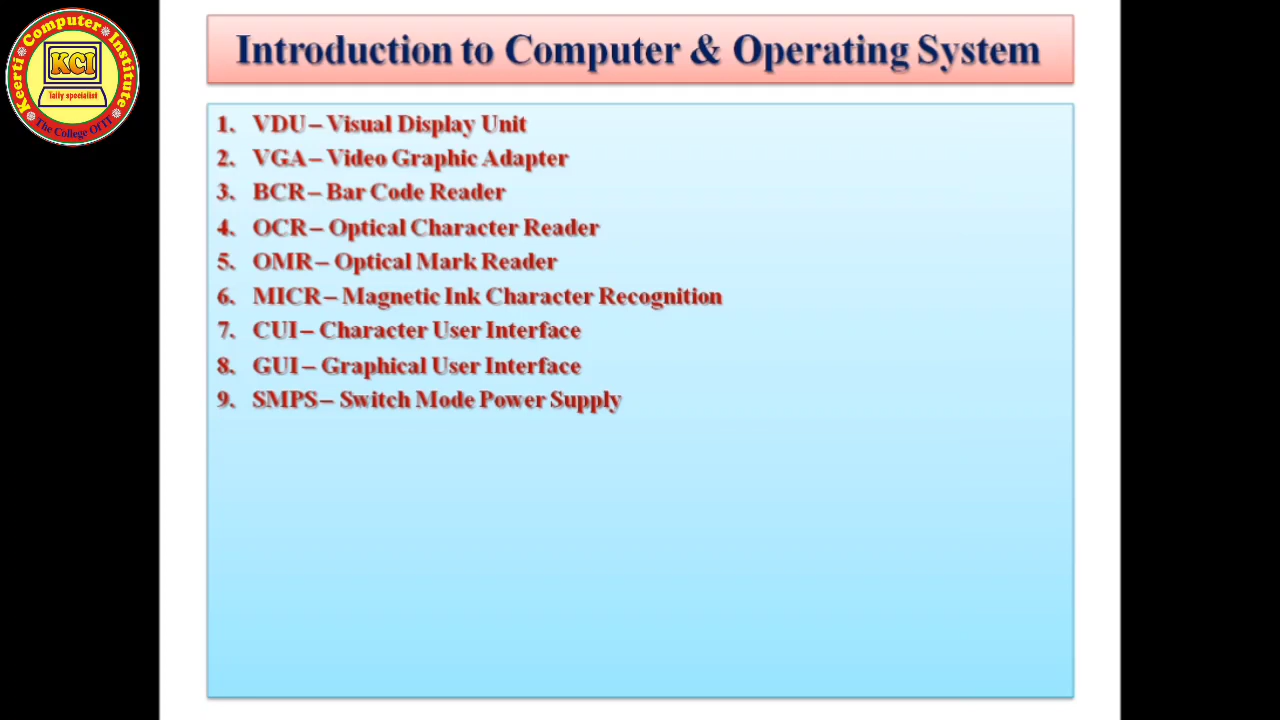 Keerti Computer Institute
KCI
Tally specialist
The College Of IT
Introduction to Computer & Operating System
1. VDU – Visual Display Unit
2. VGA – Video Graphic Adapter
3. BCR – Bar Code Reader
4. OCR – Optical Character Reader
5. OMR – Optical Mark Reader
6. MICR – Magnetic Ink Character Recognition
7. CUI – Character User Interface
8. GUI – Graphical User Interface
9. SMPS – Switch Mode Power Supply